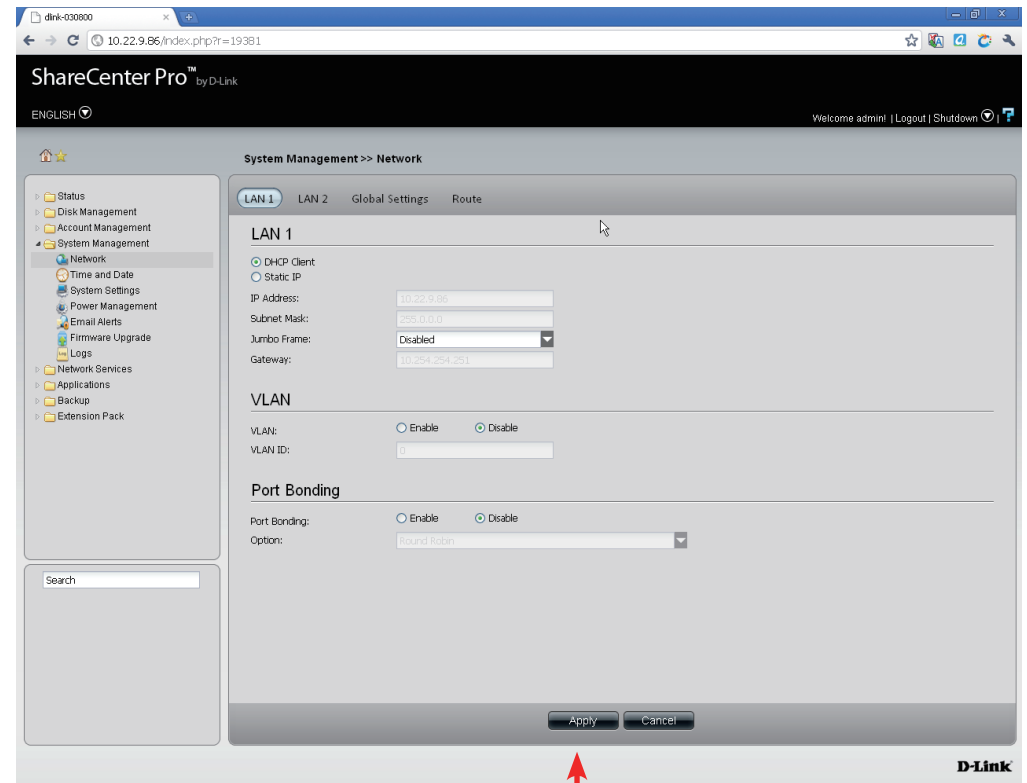 dlink-030800
10.22.9.86/index.php?r=19381
ShareCenter Pro™ by D-Link
ENGLISH
Welcome admin! | Logout | Shutdown | ?
System Management >> Network
Status
Disk Management
Account Management
System Management
Network
Time and Date
System Settings
Power Management
Email Alerts
Firmware Upgrade
Logs
Network Services
Applications
Backup
Extension Pack
Search
LAN 1 LAN 2 Global Settings Route
LAN 1
DHCP Client
Static IP
IP Address: 10.22.9.86
Subnet Mask: 255.0.0.0
Jumbo Frame: Disabled
Gateway: 10.254.254.251
VLAN
VLAN: Enable Disable
VLAN ID: 0
Port Bonding
Port Bonding: Enable Disable
Option: Round Robin
Apply Cancel
D-Link